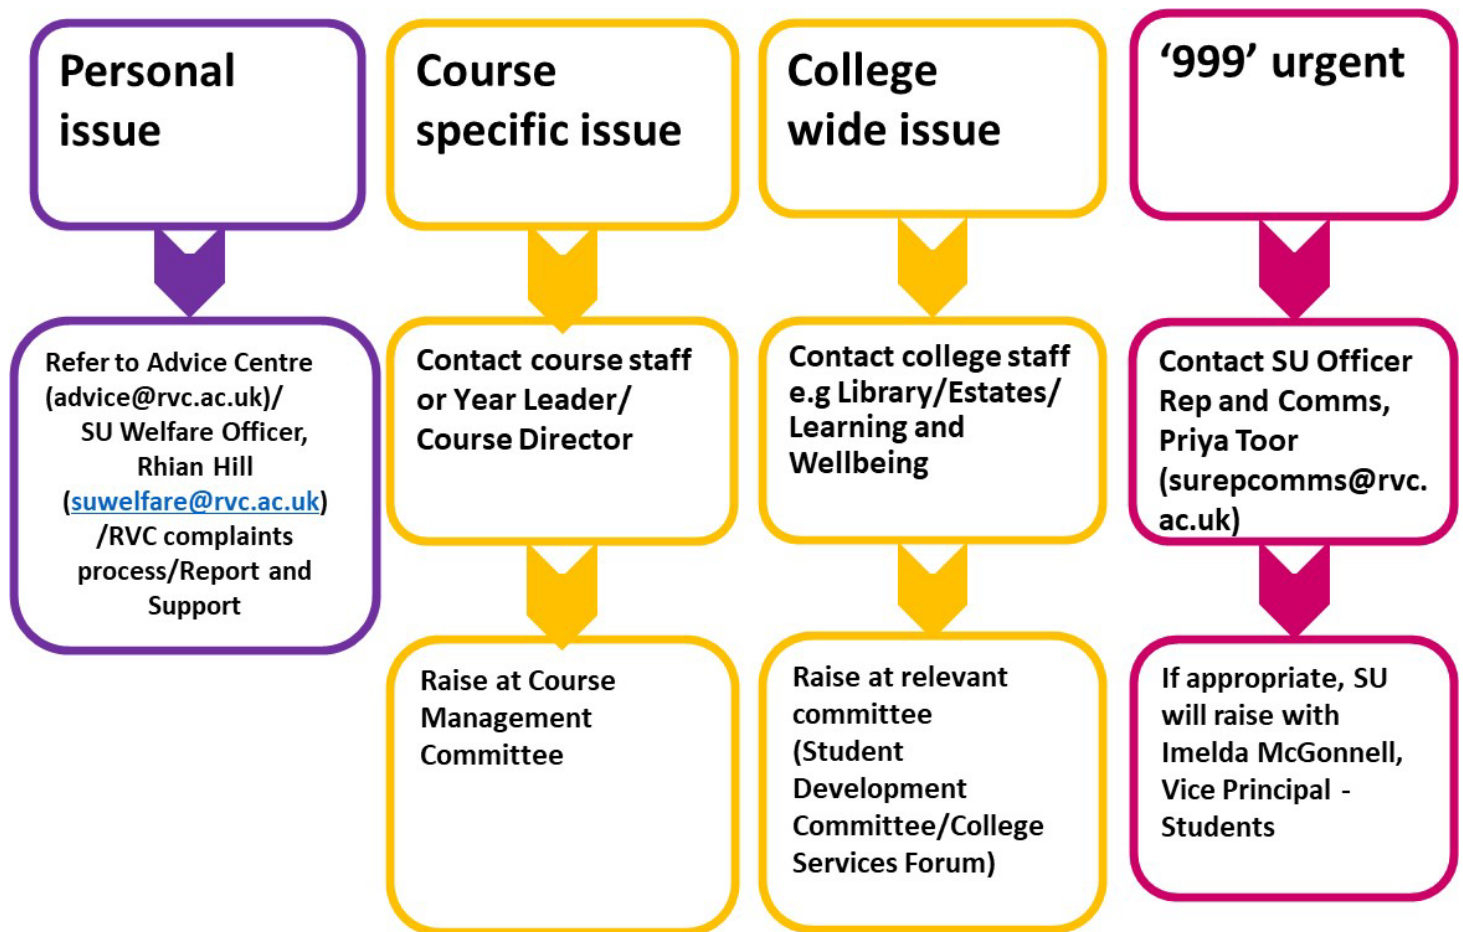 Personal
issue
Refer to Advice Centre
(advice@rvc.ac.uk)/
SU Welfare Officer,
Rhian Hill
(suwelfare@rvc.ac.uk)
/RVC complaints
process/Report and
Support
Course
specific issue
Contact course staff
or Year Leader/
Course Director
Raise at Course
Management
Committee
College
wide issue
Contact college staff
e.g Library/Estates/
Learning and
Wellbeing
Raise at relevant
committee
(Student
Development
Committee/College
Services Forum)
‘999’ urgent
Contact SU Officer
Rep and Comms,
Priya Toor
(surepcomms@rvc.
ac.uk)
If appropriate, SU
will raise with
Imelda McGonnell,
Vice Principal -
Students